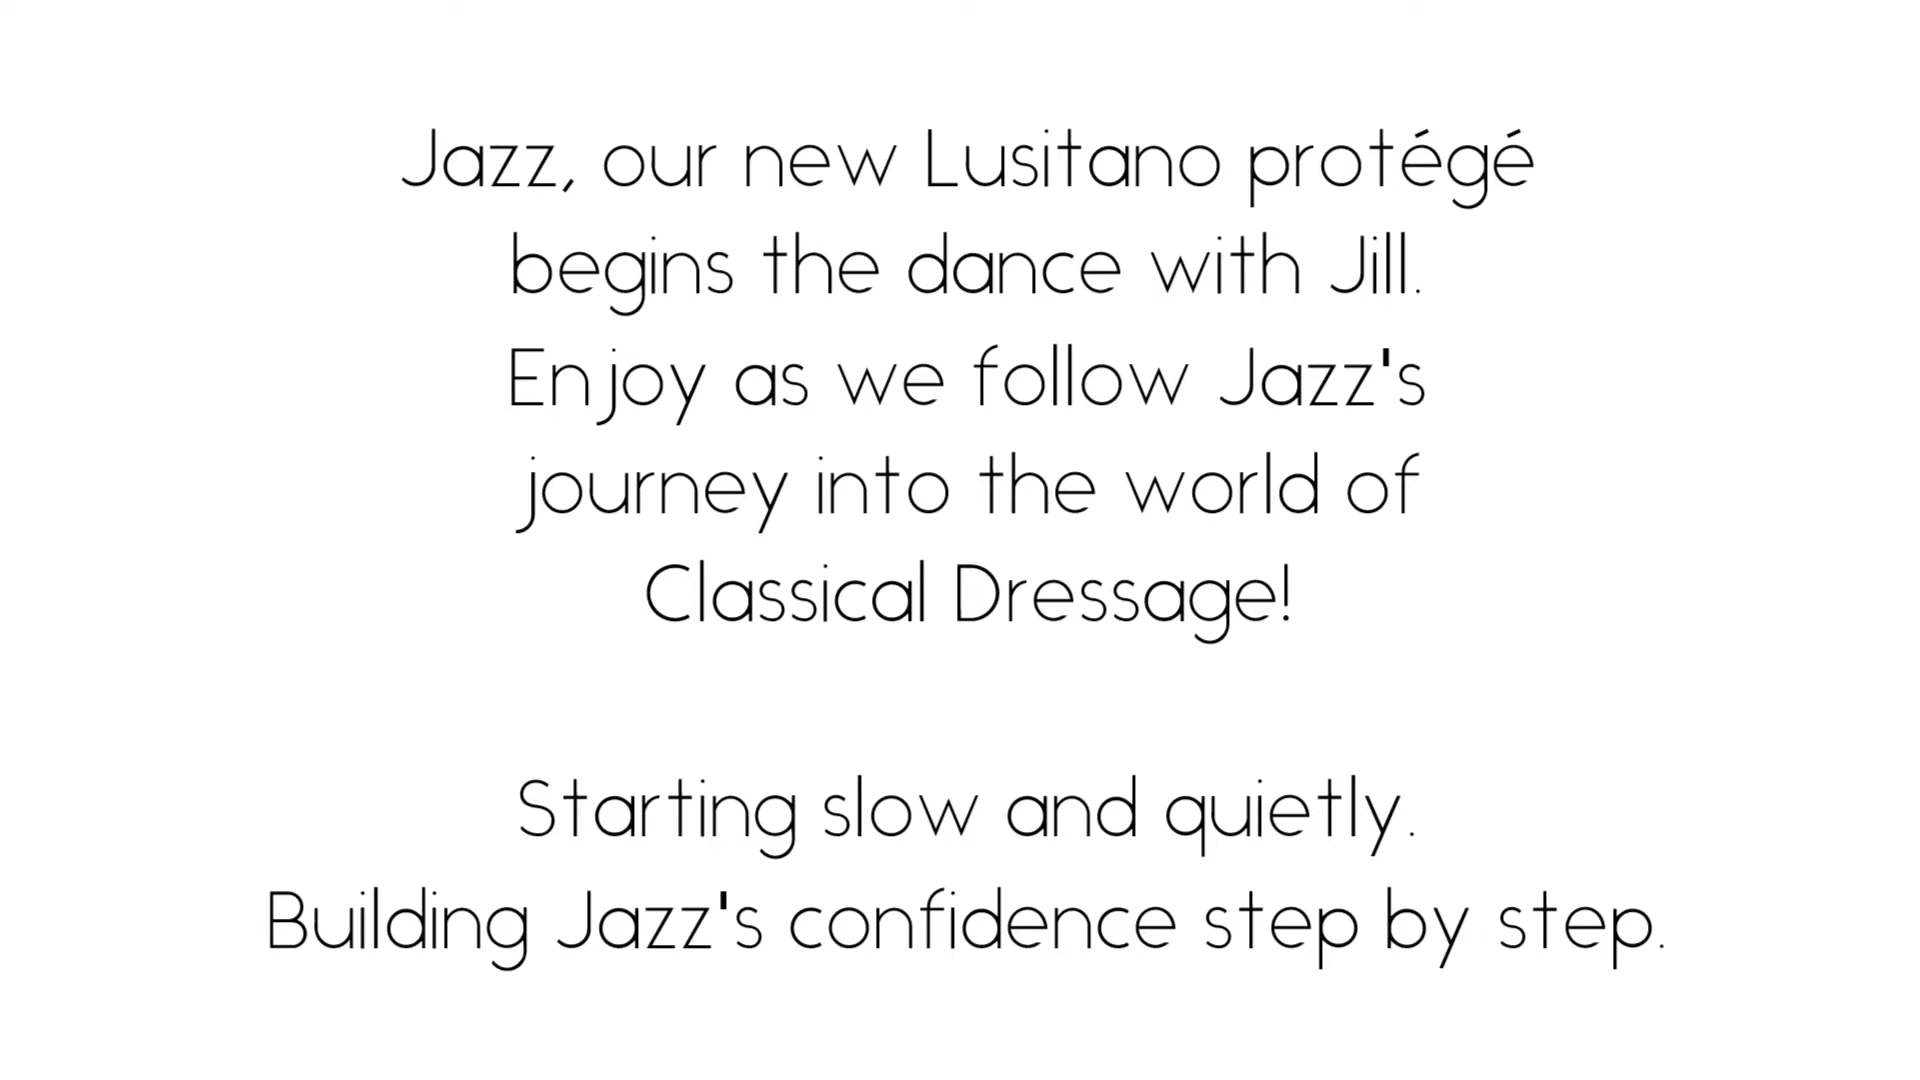 Jazz, our new Lusitano protégé
begins the dance with Jill.
Enjoy as we follow Jazz's
journey into the world of
Classical Dressage!
Starting slow and quietly.
Building Jazz's confidence step by step.